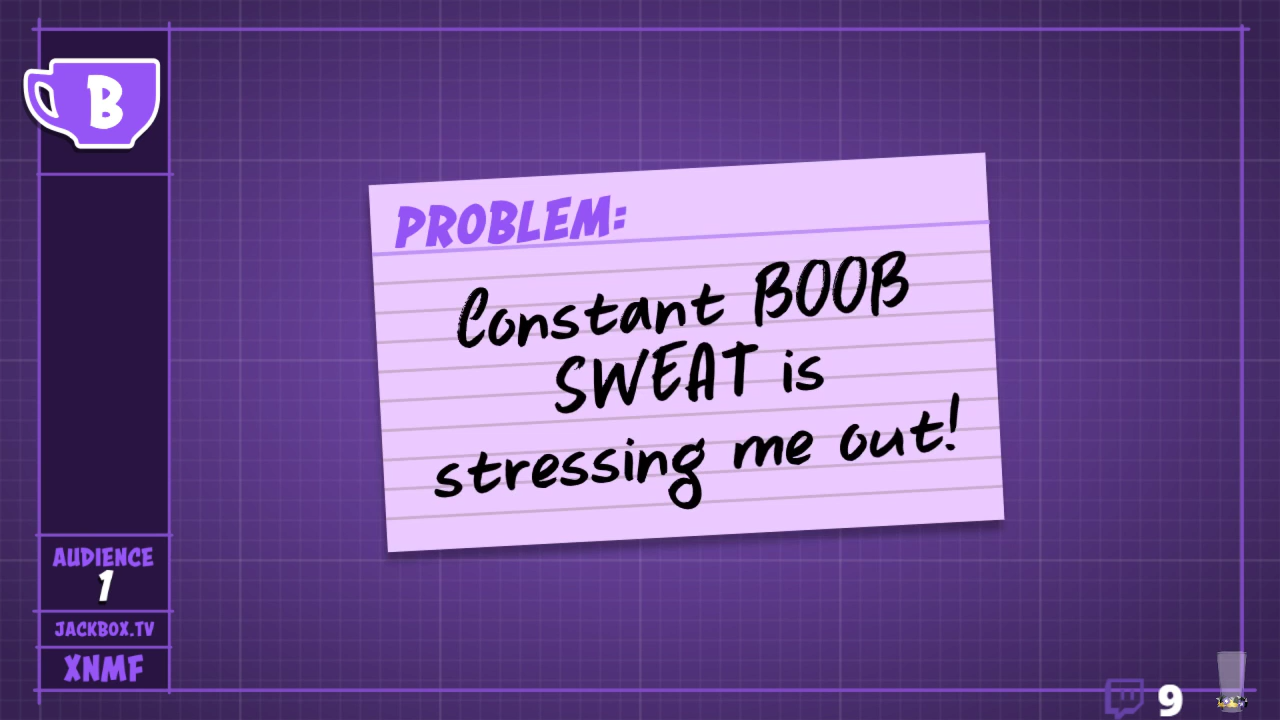 B
PROBLEM:
Constant BOOB
SWEAT is
stressing me out!
AUDIENCE
1
JACKBOX.TV
XNMF
9